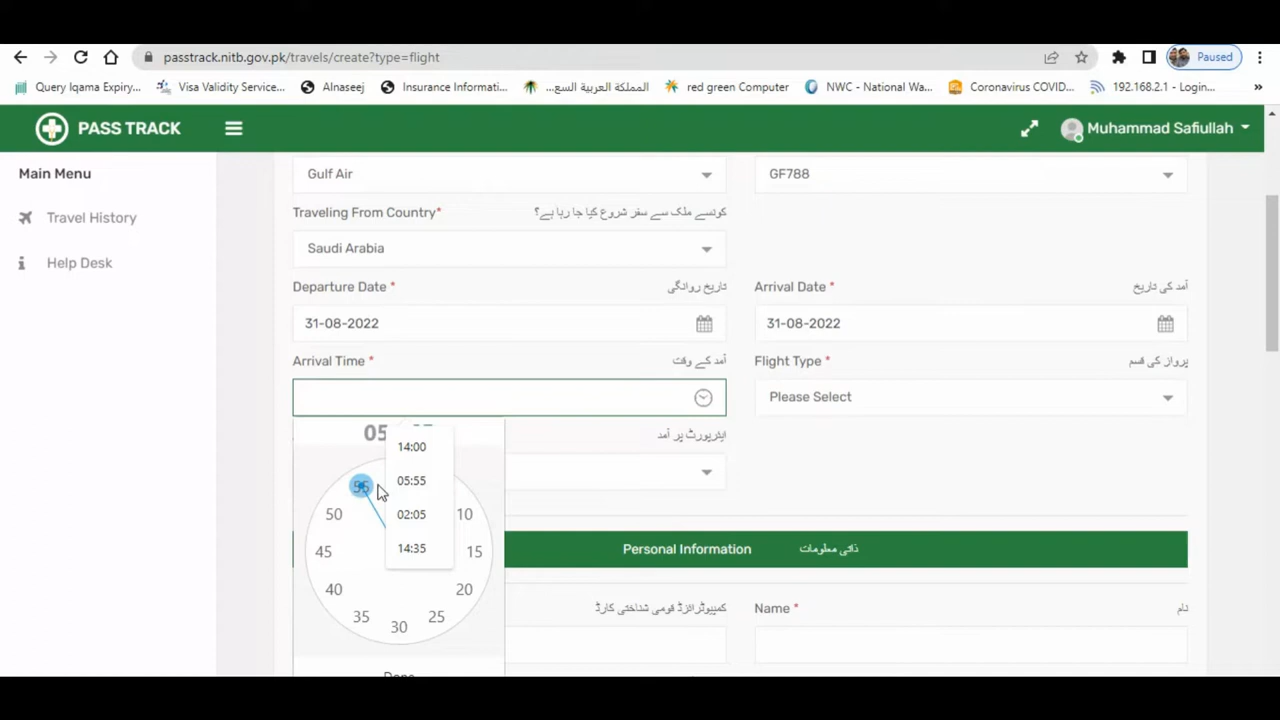 passtrack.nitb.gov.pk/travels/create?type=flight
Paused
Query Iqama Expiry...
Visa Validity Service...
Alnaseej
Insurance Informati...
المملكة العربية السع...
red green Computer
NWC - National Wa...
Coronavirus COVID...
192.168.2.1 - Login...
»
PASS TRACK
Muhammad Safiullah
Main Menu
Travel History
Help Desk
Gulf Air
GF788
Traveling From Country*
کونسے ملک سے سفر شروع کیا جا رہا ہے؟
Saudi Arabia
Departure Date *
تاریخ روانگی
Arrival Date *
آمد کی تاریخ
31-08-2022
31-08-2022
Arrival Time *
آمد کے وقت
Flight Type *
پرواز کی قسم
Please Select
05
ایئرپورٹ پر آمد
14:00
05:55
02:05
14:35
55
50
45
40
35
30
25
20
15
10
Personal Information
ذاتی معلومات
کمپیوٹرائزڈ قومی شناختی کارڈ
Name *
نام